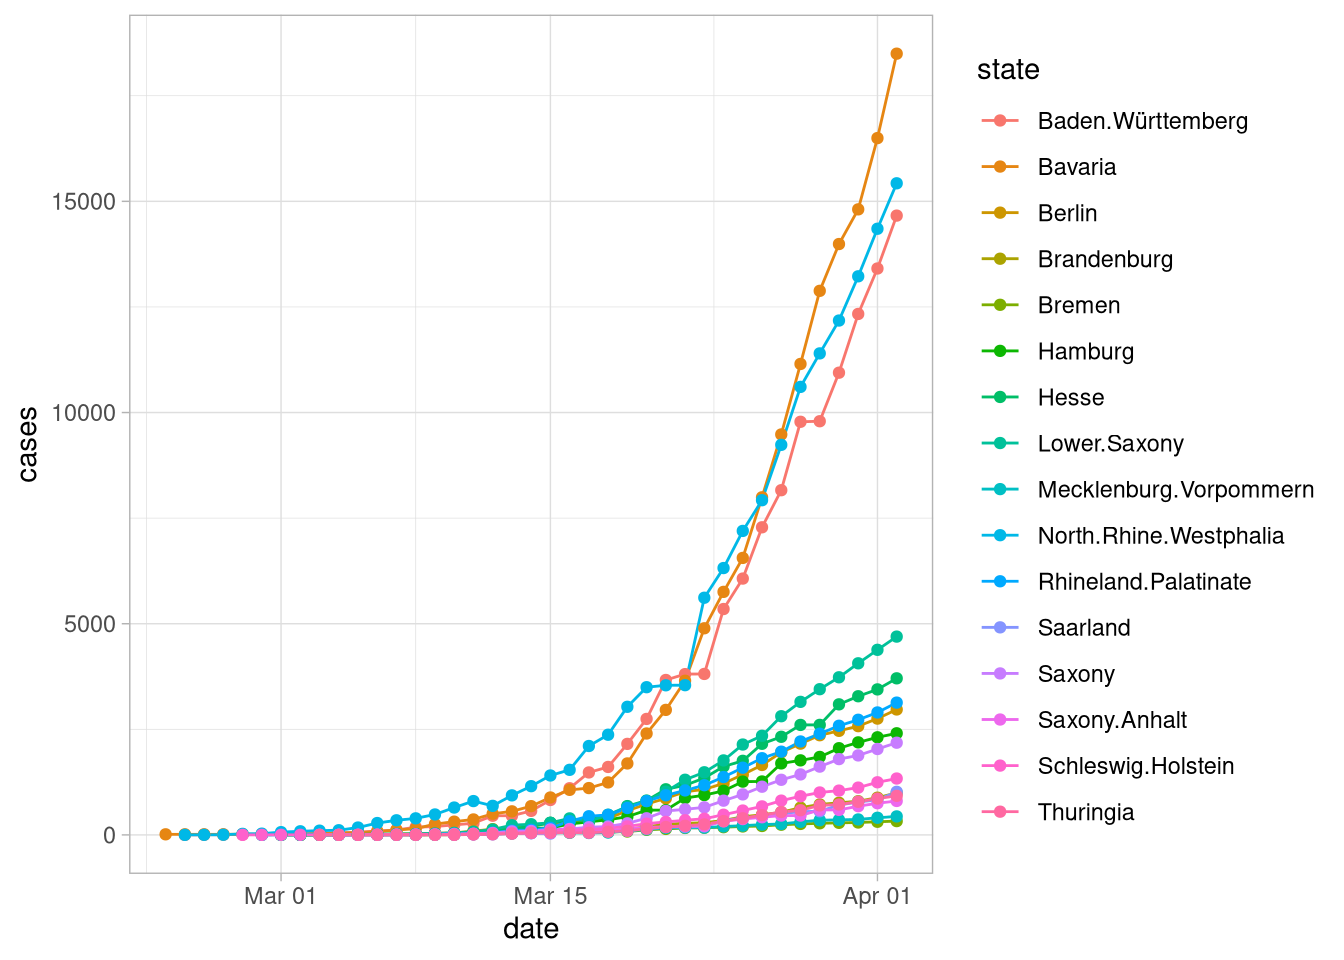 state
Baden.Württemberg
Bavaria
Berlin
Brandenburg
Bremen
Hamburg
Hesse
Lower.Saxony
Mecklenburg.Vorpommern
North.Rhine.Westphalia
Rhineland.Palatinate
Saarland
Saxony
Saxony.Anhalt
Schleswig.Holstein
Thuringia
cases
15000
10000
5000
0
Mar 01
Mar 15
Apr 01
date